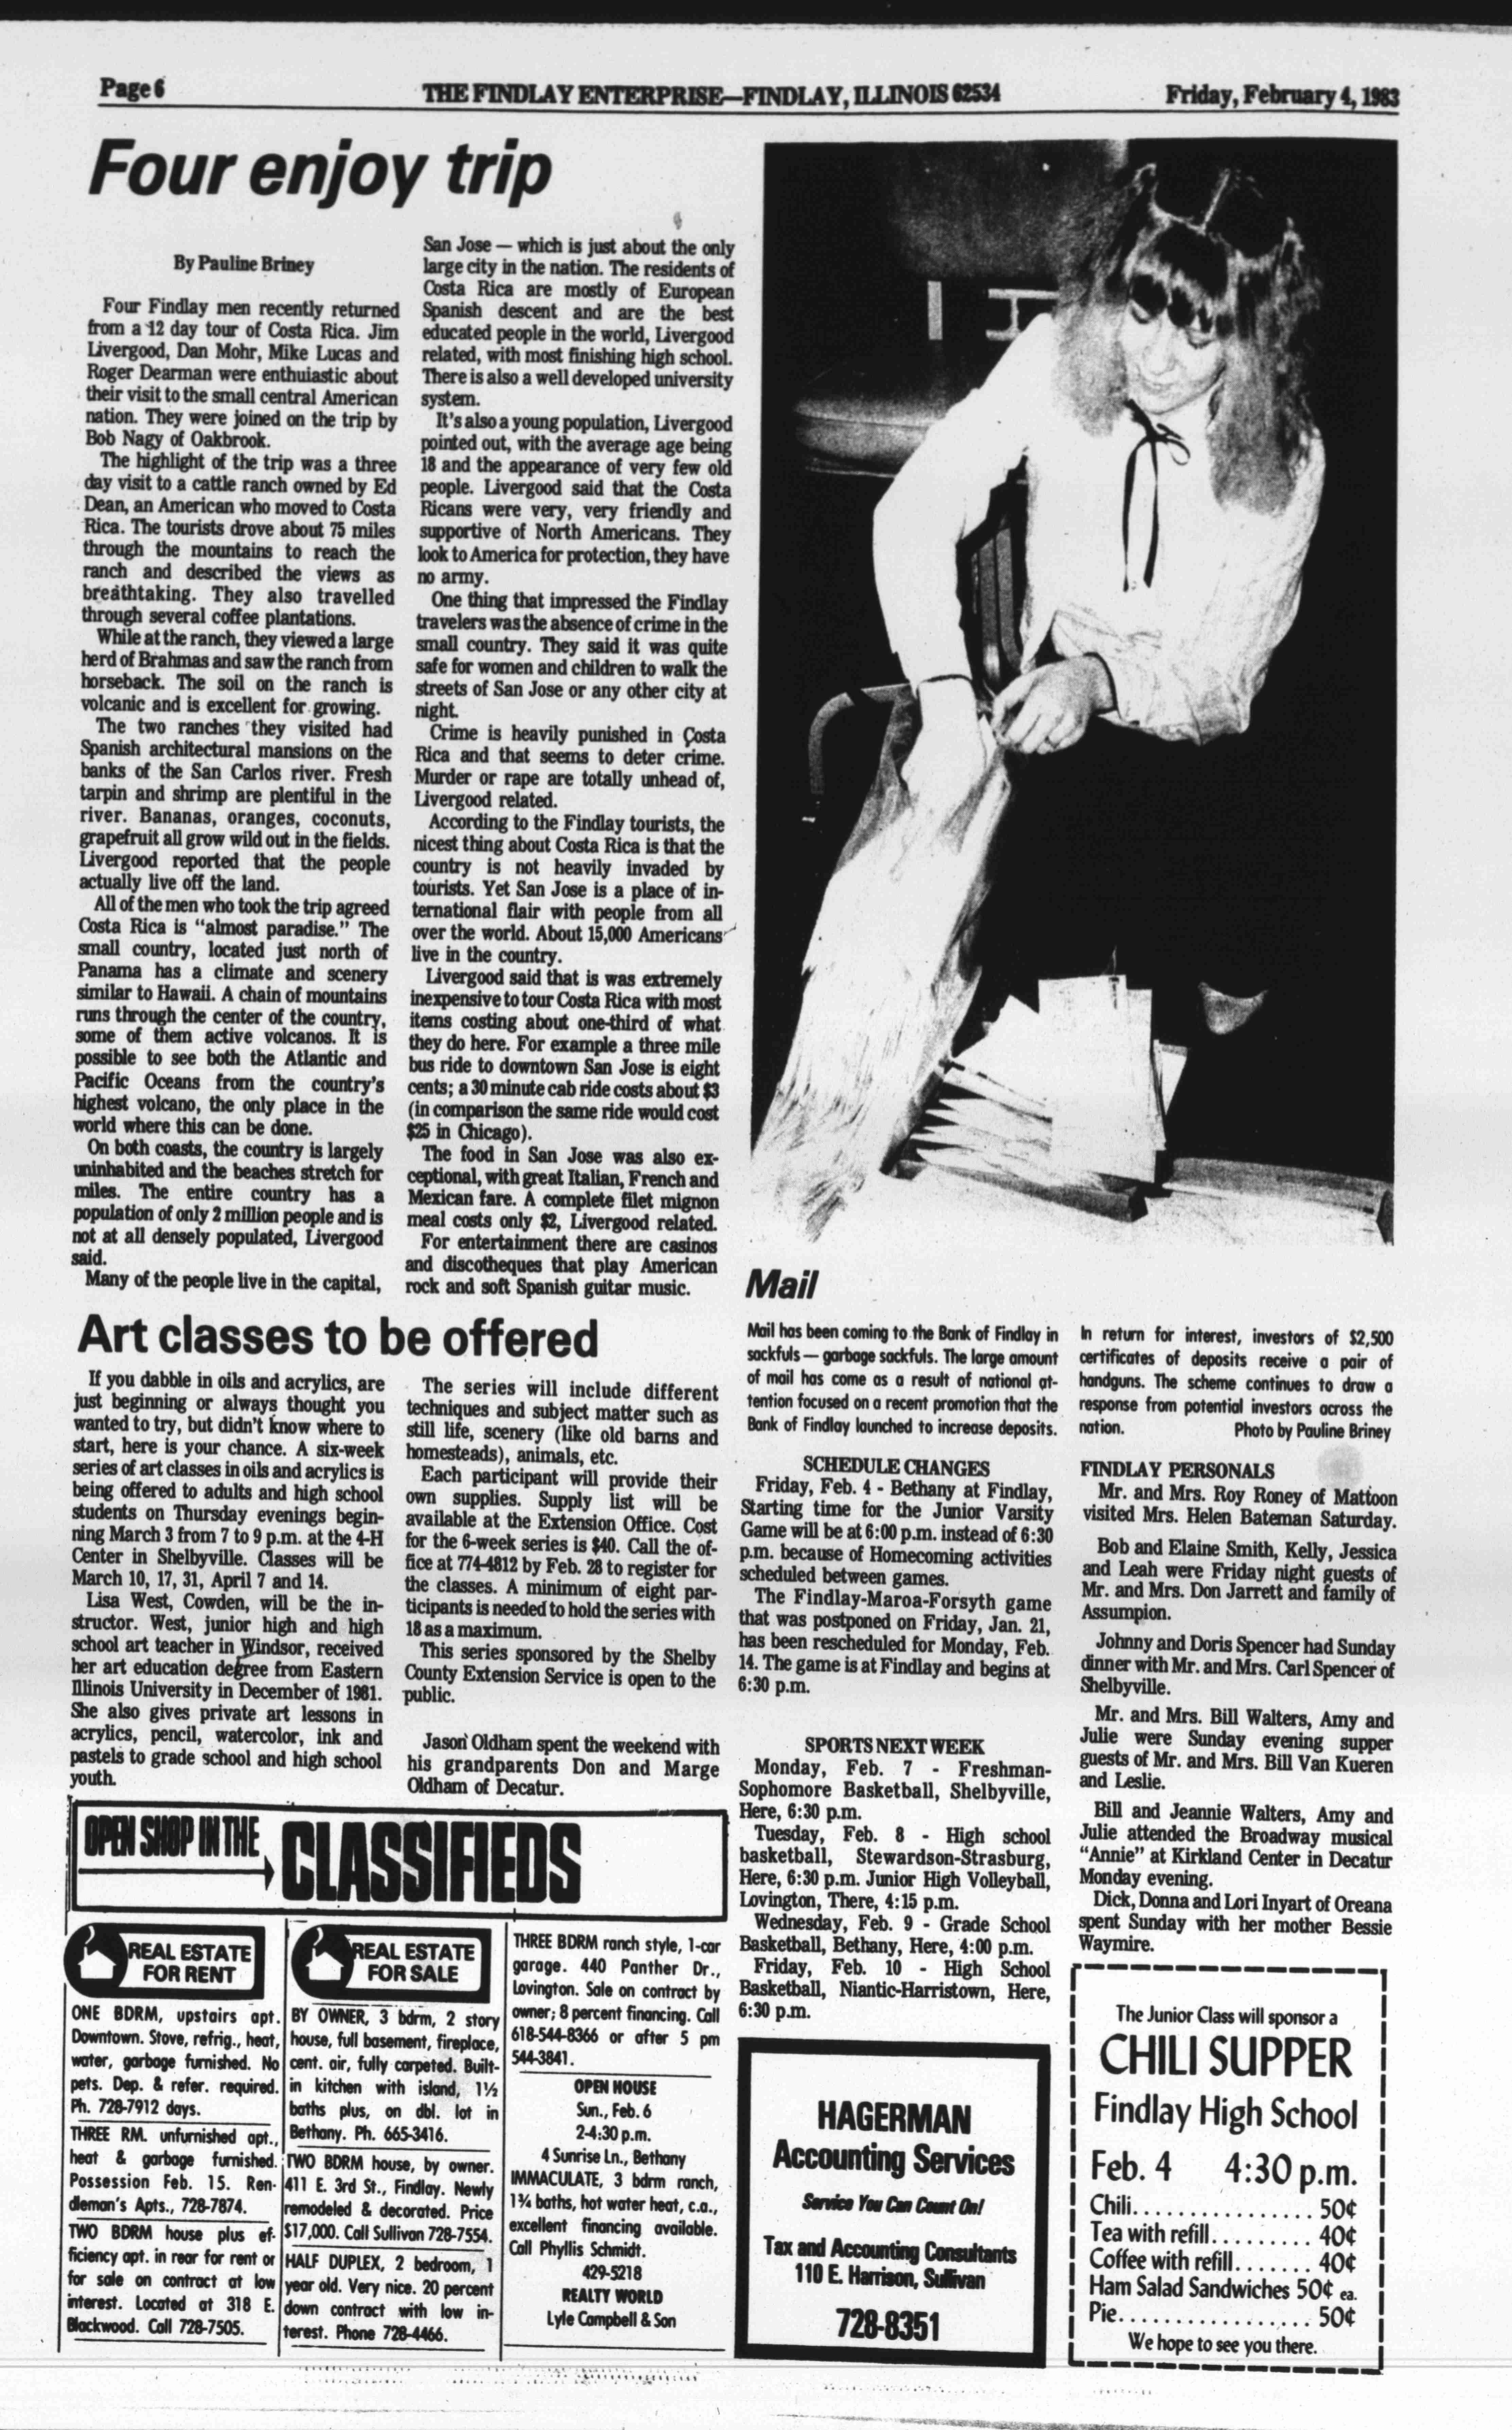 Page 6
THE FINDLAY ENTERPRISE—FINDLAY, ILLINOIS 62534
Friday, February 4, 1983
Four enjoy trip
By Pauline Briney
Four Findlay men recently returned
from a 12 day tour of Costa Rica. Jim
Livergood, Dan Mohr, Mike Lucas and
Roger Dearman were enthuiastic about
their visit to the small central American
nation. They were joined on the trip by
Bob Nagy of Oakbrook.
The highlight of the trip was a three
day visit to a cattle ranch owned by Ed
Dean, an American who moved to Costa
Rica. The tourists drove about 75 miles
through the mountains to reach the
ranch and described the views as
breathtaking. They also travelled
through several coffee plantations.
While at the ranch, they viewed a large
herd of Brahmas and saw the ranch from
horseback. The soil on the ranch is
volcanic and is excellent for growing.
The two ranches they visited had
Spanish architectural mansions on the
banks of the San Carlos river. Fresh
tarpin and shrimp are plentiful in the
river. Bananas, oranges, coconuts,
grapefruit all grow wild out in the fields.
Livergood reported that the people
actually live off the land.
All of the men who took the trip agreed
Costa Rica is "almost paradise." The
small country, located just north of
Panama has a climate and scenery
similar to Hawaii. A chain of mountains
runs through the center of the country,
some of them active volcanos. It is
possible to see both the Atlantic and
Pacific Oceans from the country's
highest volcano, the only place in the
world where this can be done.
On both coasts, the country is largely
uninhabited and the beaches stretch for
miles. The entire country has a
population of only 2 million people and is
not at all densely populated, Livergood
said.
Many of the people live in the capital,
San Jose — which is just about the only
large city in the nation. The residents of
Costa Rica are mostly of European
Spanish descent and are the best
educated people in the world, Livergood
related, with most finishing high school.
There is also a well developed university
system.
It's also a young population, Livergood
pointed out, with the average age being
18 and the appearance of very few old
people. Livergood said that the Costa
Ricans were very, very friendly and
supportive of North Americans. They
look to America for protection, they have
no army.
One thing that impressed the Findlay
travelers was the absence of crime in the
small country. They said it was quite
safe for women and children to walk the
streets of San Jose or any other city at
night.
Crime is heavily punished in Costa
Rica and that seems to deter crime.
Murder or rape are totally unhead of,
Livergood related.
According to the Findlay tourists, the
nicest thing about Costa Rica is that the
country is not heavily invaded by
tourists. Yet San Jose is a place of in-
ternational flair with people from all
over the world. About 15,000 Americans
live in the country.
Livergood said that is was extremely
inexpensive to tour Costa Rica with most
items costing about one-third of what
they do here. For example a three mile
bus ride to downtown San Jose is eight
cents; a 30 minute cab ride costs about $3
(in comparison the same ride would cost
$25 in Chicago).
The food in San Jose was also ex-
ceptional, with great Italian, French and
Mexican fare. A complete filet mignon
meal costs only $2, Livergood related.
For entertainment there are casinos
and discotheques that play American
rock and soft Spanish guitar music.
Mail
Mail has been coming to the Bank of Findlay in
sackfuls — garbage sackfuls. The large amount
of mail has come as a result of national at-
tention focused on a recent promotion that the
Bank of Findlay launched to increase deposits.
In return for interest, investors of $2,500
certificates of deposits receive a pair of
handguns. The scheme continues to draw a
response from potential investors across the
nation. Photo by Pauline Briney
Art classes to be offered
If you dabble in oils and acrylics, are
just beginning or always thought you
wanted to try, but didn't know where to
start, here is your chance. A six-week
series of art classes in oils and acrylics is
being offered to adults and high school
students on Thursday evenings begin-
ning March 3 from 7 to 9 p.m. at the 4-H
Center in Shelbyville. Classes will be
March 10, 17, 31, April 7 and 14.
Lisa West, Cowden, will be the in-
structor. West, junior high and high
school art teacher in Windsor, received
her art education degree from Eastern
Illinois University in December of 1981.
She also gives private art lessons in
acrylics, pencil, watercolor, ink and
pastels to grade school and high school
youth.
The series will include different
techniques and subject matter such as
still life, scenery (like old barns and
homesteads), animals, etc.
Each participant will provide their
own supplies. Supply list will be
available at the Extension Office. Cost
for the 6-week series is $40. Call the of-
fice at 774-4812 by Feb. 28 to register for
the classes. A minimum of eight par-
ticipants is needed to hold the series with
18 as a maximum.
This series sponsored by the Shelby
County Extension Service is open to the
public.
Jason Oldham spent the weekend with
his grandparents Don and Marge
Oldham of Decatur.
SCHEDULE CHANGES
Friday, Feb. 4 - Bethany at Findlay,
Starting time for the Junior Varsity
Game will be at 6:00 p.m. instead of 6:30
p.m. because of Homecoming activities
scheduled between games.
The Findlay-Maroa-Forsyth game
that was postponed on Friday, Jan. 21,
has been rescheduled for Monday, Feb.
14. The game is at Findlay and begins at
6:30 p.m.
SPORTS NEXT WEEK
Monday, Feb. 7 - Freshman-
Sophomore Basketball, Shelbyville,
Here, 6:30 p.m.
Tuesday, Feb. 8 - High school
basketball, Stewardson-Strasburg,
Here, 6:30 p.m. Junior High Volleyball,
Lovington, There, 4:15 p.m.
Wednesday, Feb. 9 - Grade School
Basketball, Bethany, Here, 4:00 p.m.
Friday, Feb. 10 - High School
Basketball, Niantic-Harristown, Here,
6:30 p.m.
FINDLAY PERSONALS
Mr. and Mrs. Roy Roney of Mattoon
visited Mrs. Helen Bateman Saturday.
Bob and Elaine Smith, Kelly, Jessica
and Leah were Friday night guests of
Mr. and Mrs. Don Jarrett and family of
Assumpion.
Johnny and Doris Spencer had Sunday
dinner with Mr. and Mrs. Carl Spencer of
Shelbyville.
Mr. and Mrs. Bill Walters, Amy and
Julie were Sunday evening supper
guests of Mr. and Mrs. Bill Van Kueren
and Leslie.
Bill and Jeannie Walters, Amy and
Julie attended the Broadway musical
"Annie" at Kirkland Center in Decatur
Monday evening.
Dick, Donna and Lori Inyart of Oreana
spent Sunday with her mother Bessie
Waymire.
OPEN SHOP IN THE
CLASSIFIEDS
REAL ESTATE
FOR RENT
ONE BDRM, upstairs apt.
Downtown. Stove, refrig., heat,
water, garbage furnished. No
pets. Dep. & refer. required.
Ph. 728-7912 days.
THREE RM. unfurnished apt.,
heat & garbage furnished.
Possession Feb. 15. Ren-
dleman's Apts., 728-7874.
TWO BDRM house plus ef-
ficiency apt. in rear for rent or
for sale on contract at low
interest. Located at 318 E.
Blackwood. Call 728-7505.
REAL ESTATE
FOR SALE
BY OWNER, 3 bdrm, 2 story
house, full basement, fireplace,
cent. air, fully carpeted. Built-
in kitchen with island, 1½
baths plus, on dbl. lot in
Bethany. Ph. 665-3416.
TWO BDRM house, by owner.
411 E. 3rd St., Findlay. Newly
remodeled & decorated. Price
$17,000. Call Sullivan 728-7554.
HALF DUPLEX, 2 bedroom, 1
year old. Very nice. 20 percent
down contract with low in-
terest. Phone 728-4466.
THREE BDRM ranch style, 1-car
garage. 440 Panther Dr.,
Lovington. Sale on contract by
owner; 8 percent financing. Call
618-544-8366 or after 5 pm
544-3841.
OPEN HOUSE
Sun., Feb. 6
2-4:30 p.m.
4 Sunrise Ln., Bethany
IMMACULATE, 3 bdrm ranch,
1¾ baths, hot water heat, c.a.,
excellent financing available.
Call Phyllis Schmidt.
429-5218
REALTY WORLD
Lyle Campbell & Son
HAGERMAN
Accounting Services
Service You Can Count On!
Tax and Accounting Consultants
110 E. Harrison, Sullivan
728-8351
The Junior Class will sponsor a
CHILI SUPPER
Findlay High School
Feb. 4 4:30 p.m.
Chili................ 50¢
Tea with refill.......... 40¢
Coffee with refill....... 40¢
Ham Salad Sandwiches 50¢ ea.
Pie.................. 50¢
We hope to see you there.